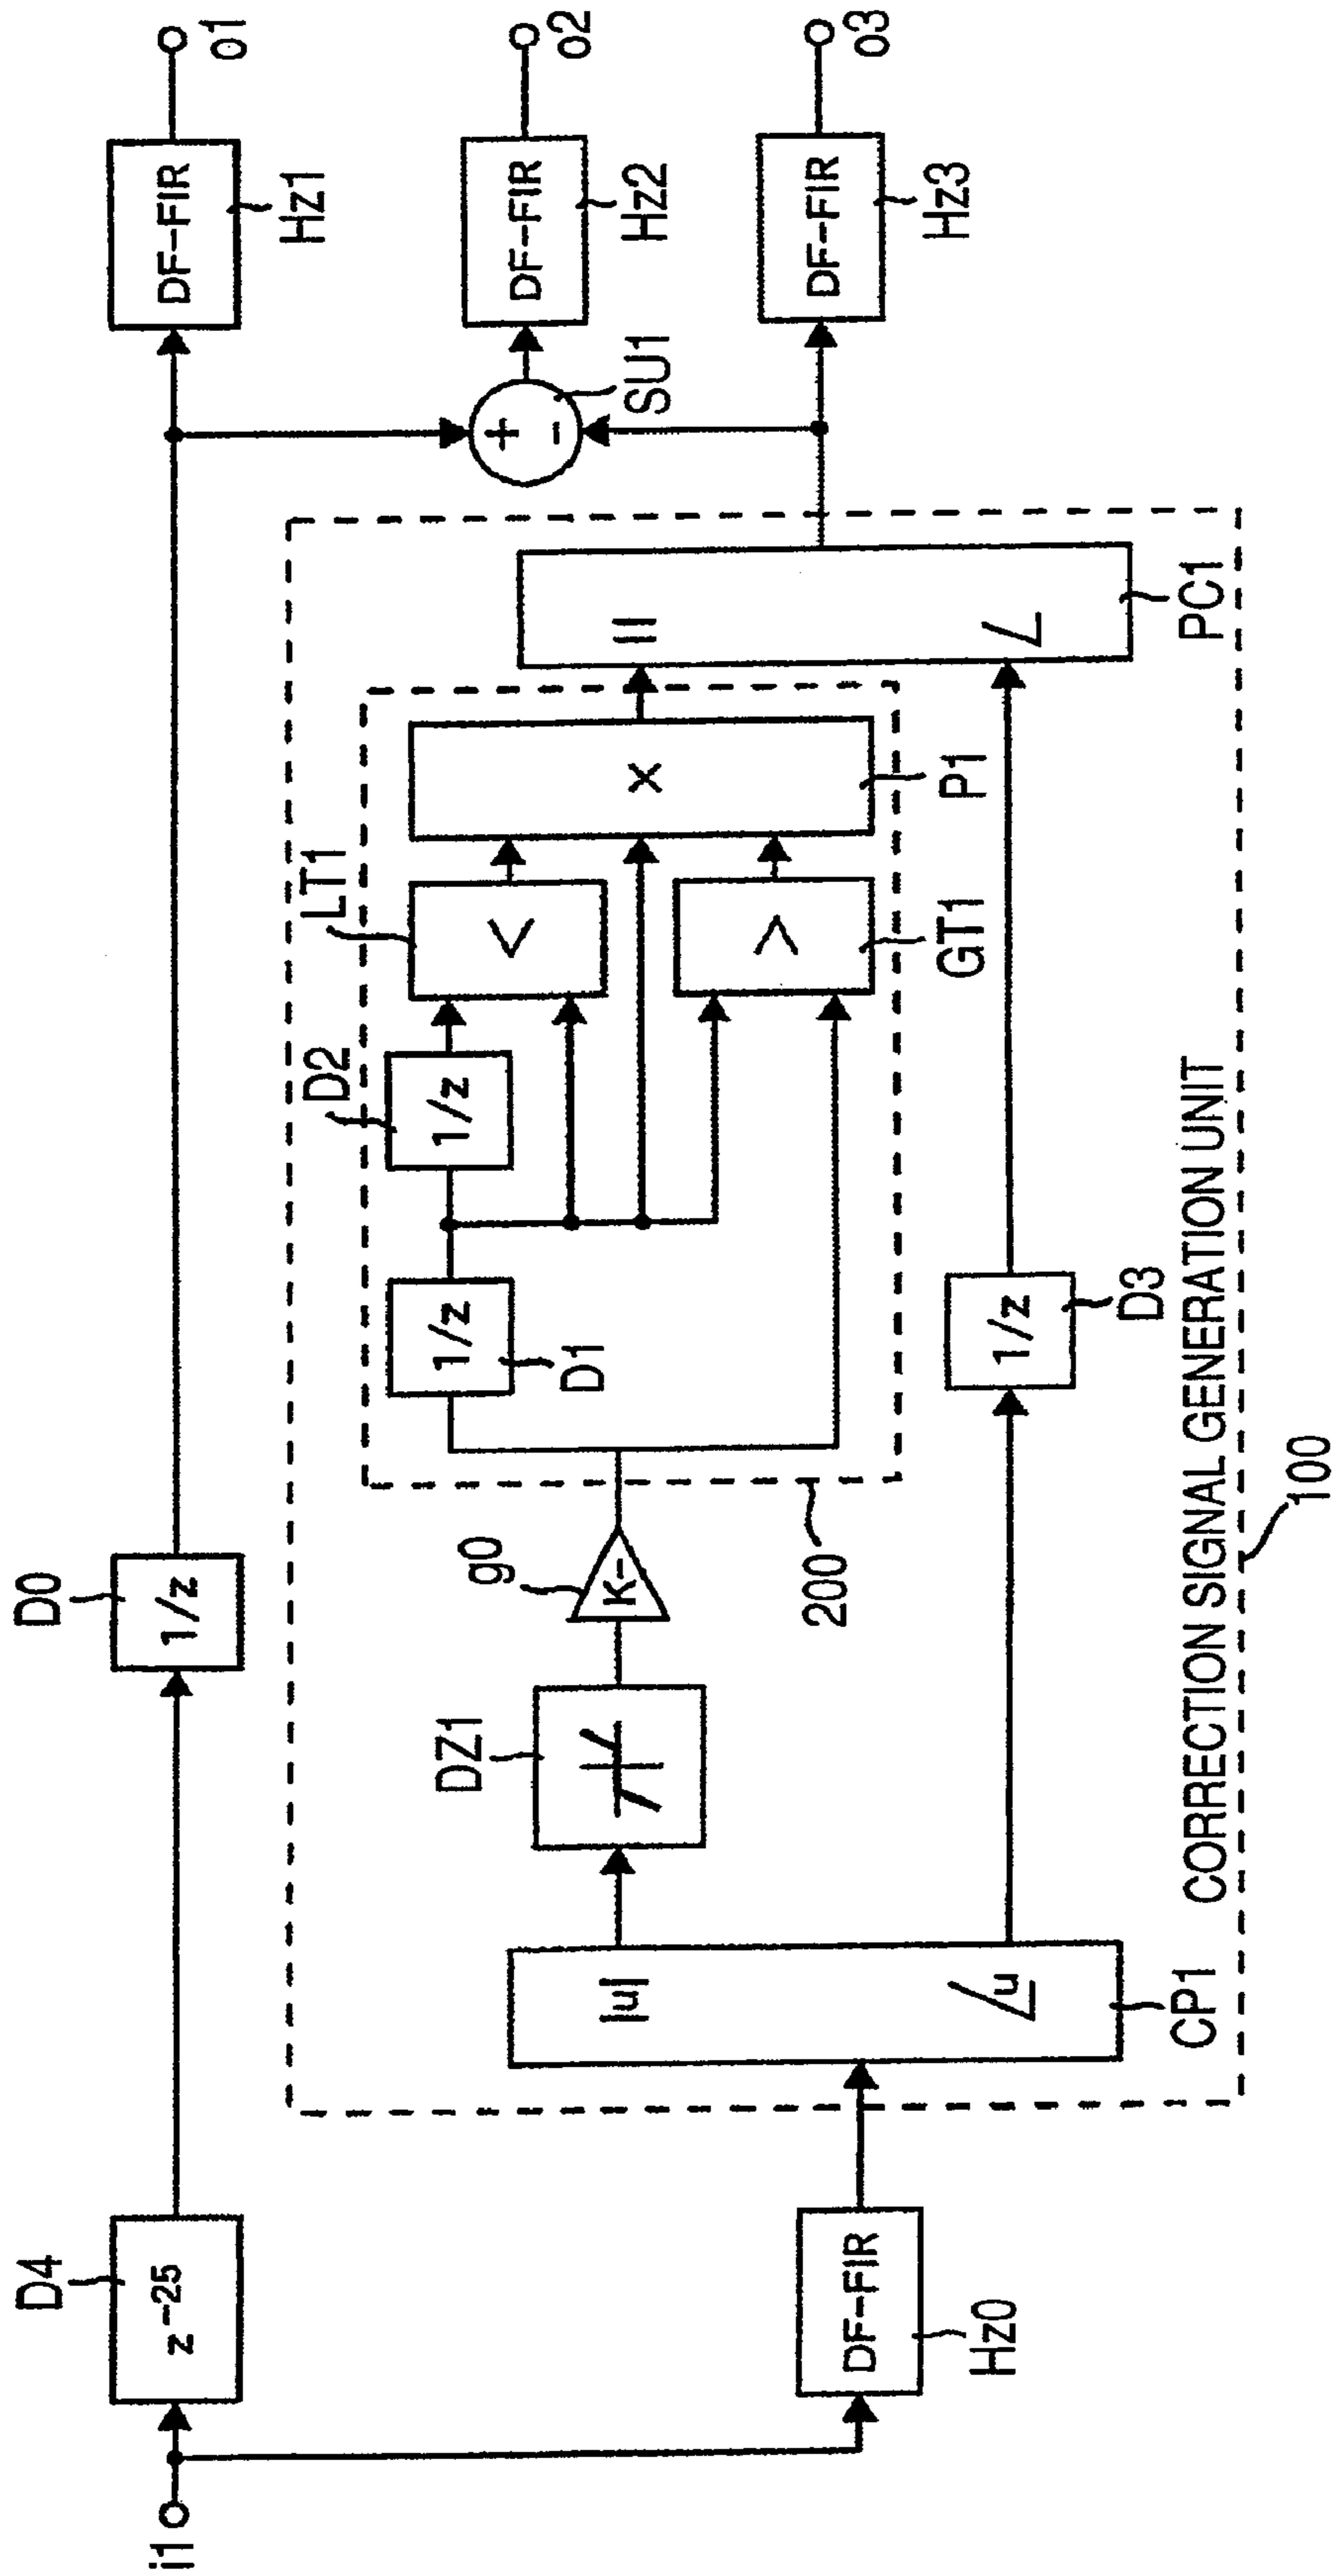 i1
D4
z⁻²⁵
D0
1/z
DF-FIR
Hz1
o1
DF-FIR
Hz0
CORRECTION SIGNAL GENERATION UNIT
100
CP1
|u|
∠u
DZ1
g0
K-
200
D1
1/z
D2
1/z
LT1
<
GT1
>
P1
×
D3
1/z
PC1
||
∠
SU1
+
−
DF-FIR
Hz2
o2
DF-FIR
Hz3
o3